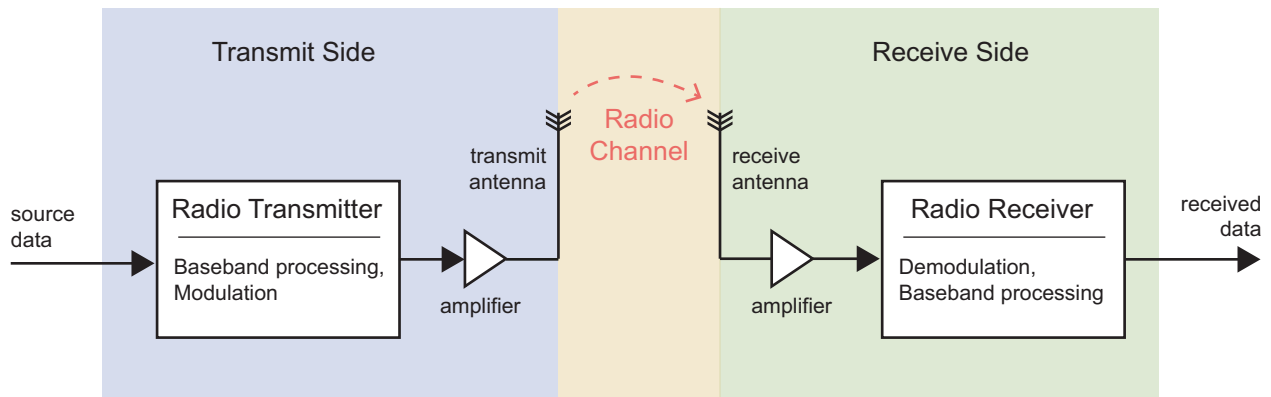 Transmit Side
Receive Side
Radio
Channel
transmit
antenna
receive
antenna
source
data
Radio Transmitter
Baseband processing,
Modulation
amplifier
amplifier
Radio Receiver
Demodulation,
Baseband processing
received
data